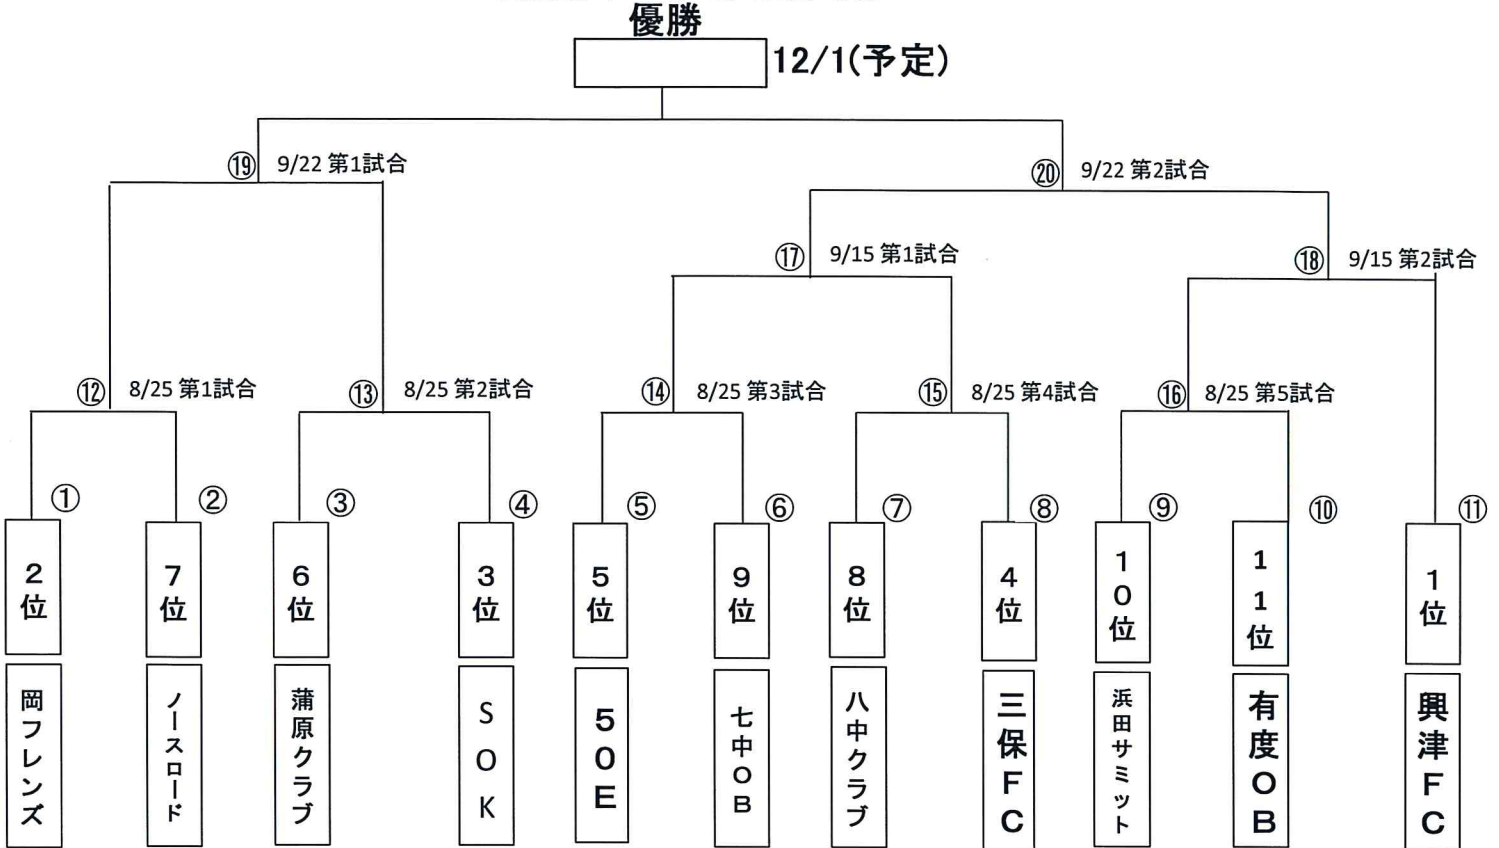 優勝
12/1(予定)
⑲ 9/22 第1試合
⑳ 9/22 第2試合
⑰ 9/15 第1試合
⑱ 9/15 第2試合
⑫ 8/25 第1試合
⑬ 8/25 第2試合
⑭ 8/25 第3試合
⑮ 8/25 第4試合
⑯ 8/25 第5試合
①
②
③
④
⑤
⑥
⑦
⑧
⑨
⑩
⑪
2位
7位
6位
3位
5位
9位
8位
4位
10位
11位
1位
岡フレンズ
ノースロード
蒲原クラブ
SOK
50E
七中OB
八中クラブ
三保FC
浜田サミット
有度OB
興津FC